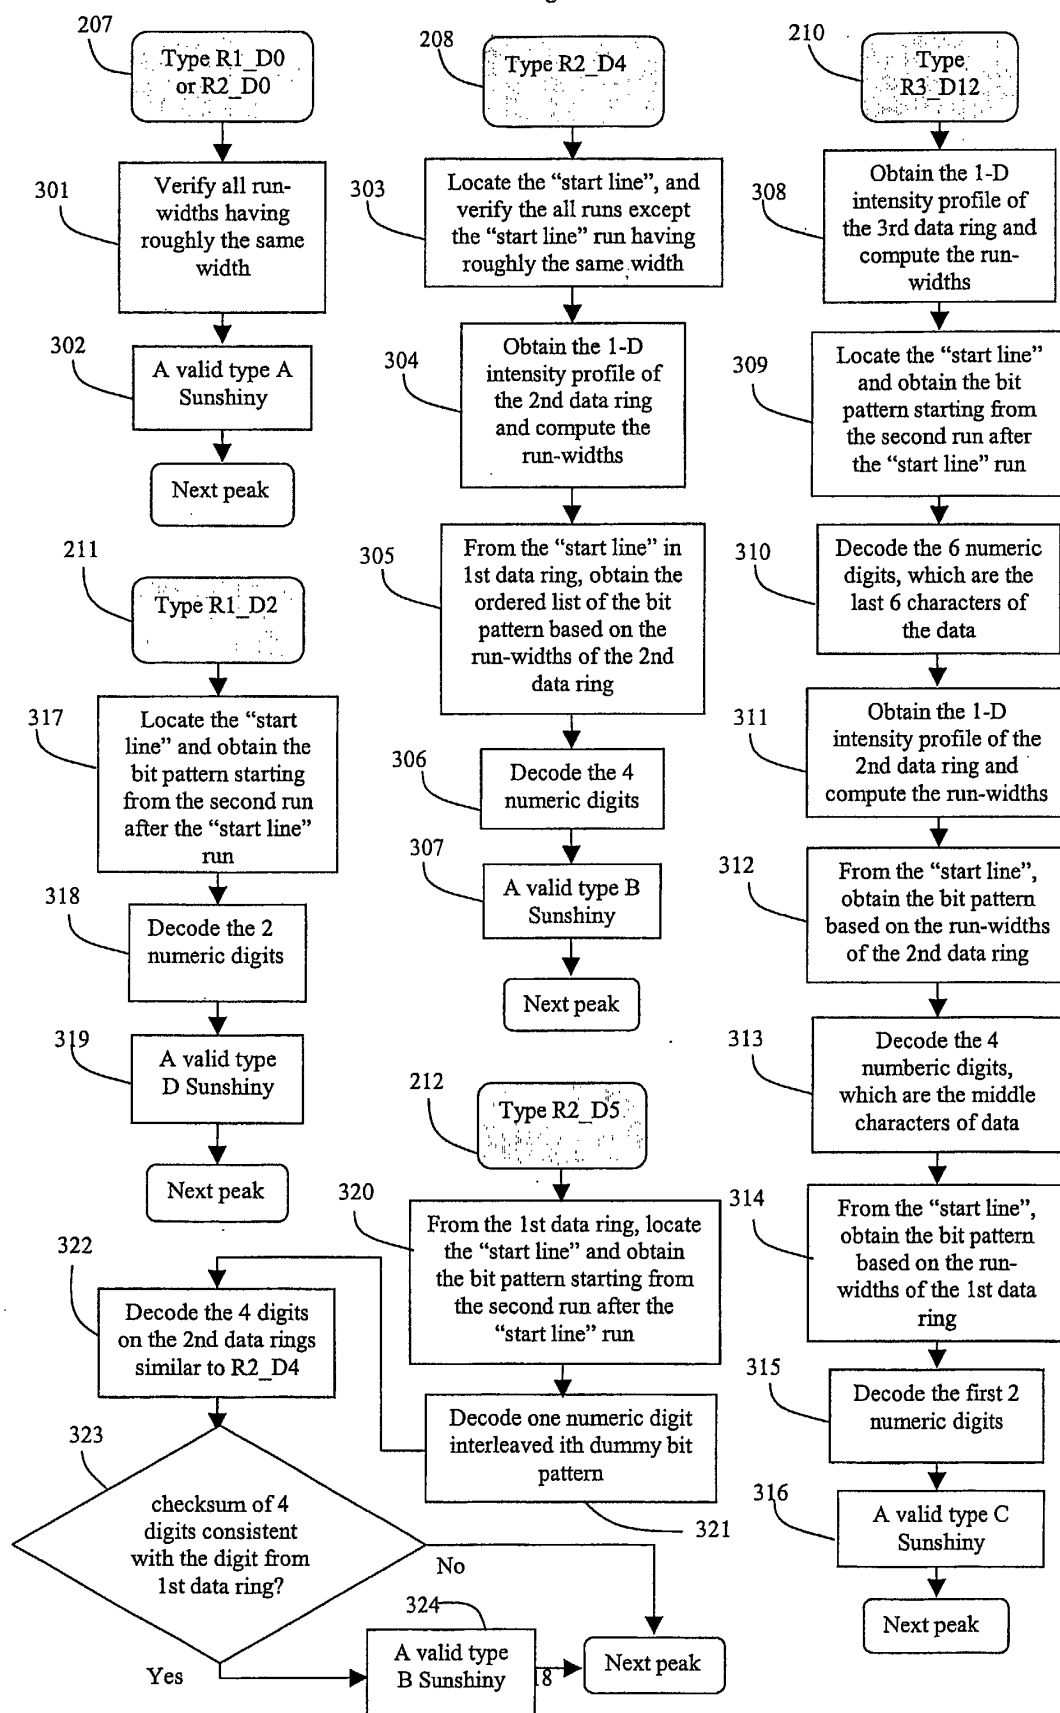 207
Type R1_D0
or R2_D0
301
Verify all run-
widths having
roughly the same
width
302
A valid type A
Sunshiny
Next peak
211
Type R1_D2
317
Locate the “start
line” and obtain the
bit pattern starting
from the second run
after the “start line”
run
318
Decode the 2
numeric digits
319
A valid type
D Sunshiny
Next peak
208
Type R2_D4
303
Locate the “start line”, and
verify the all runs except
the “start line” run having
roughly the same width
304
Obtain the 1-D
intensity profile of
the 2nd data ring
and compute the
run-widths
305
From the “start line” in
1st data ring, obtain the
ordered list of the bit
pattern based on the
run-widths of the 2nd
data ring
306
Decode the 4
numeric digits
307
A valid type B
Sunshiny
Next peak
212
Type R2_D5
320
From the 1st data ring, locate
the “start line” and obtain
the bit pattern starting from
the second run after the
“start line” run
Decode one numeric digit
interleaved ith dummy bit
pattern
321
322
Decode the 4 digits
on the 2nd data rings
similar to R2_D4
323
checksum of 4
digits consistent
with the digit from
1st data ring?
No
Yes
324
A valid type
B Sunshiny
18
Next peak
210
Type
R3_D12
308
Obtain the 1-D
intensity profile of
the 3rd data ring and
compute the run-
widths
309
Locate the “start line”
and obtain the bit
pattern starting from
the second run after
the “start line” run
310
Decode the 6 numeric
digits, which are the
last 6 characters of
the data
311
Obtain the 1-D
intensity profile of the
2nd data ring and
compute the run-widths
312
From the “start line”,
obtain the bit pattern
based on the run-widths
of the 2nd data ring
313
Decode the 4
numberic digits,
which are the middle
characters of data
314
From the “start line”,
obtain the bit pattern
based on the run-
widths of the 1st data
ring
315
Decode the first 2
numeric digits
316
A valid type C
Sunshiny
Next peak